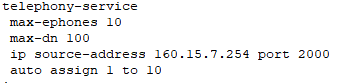 telephony-service
max-ephones 10
max-dn 100
ip source-address 160.15.7.254 port 2000
auto assign 1 to 10